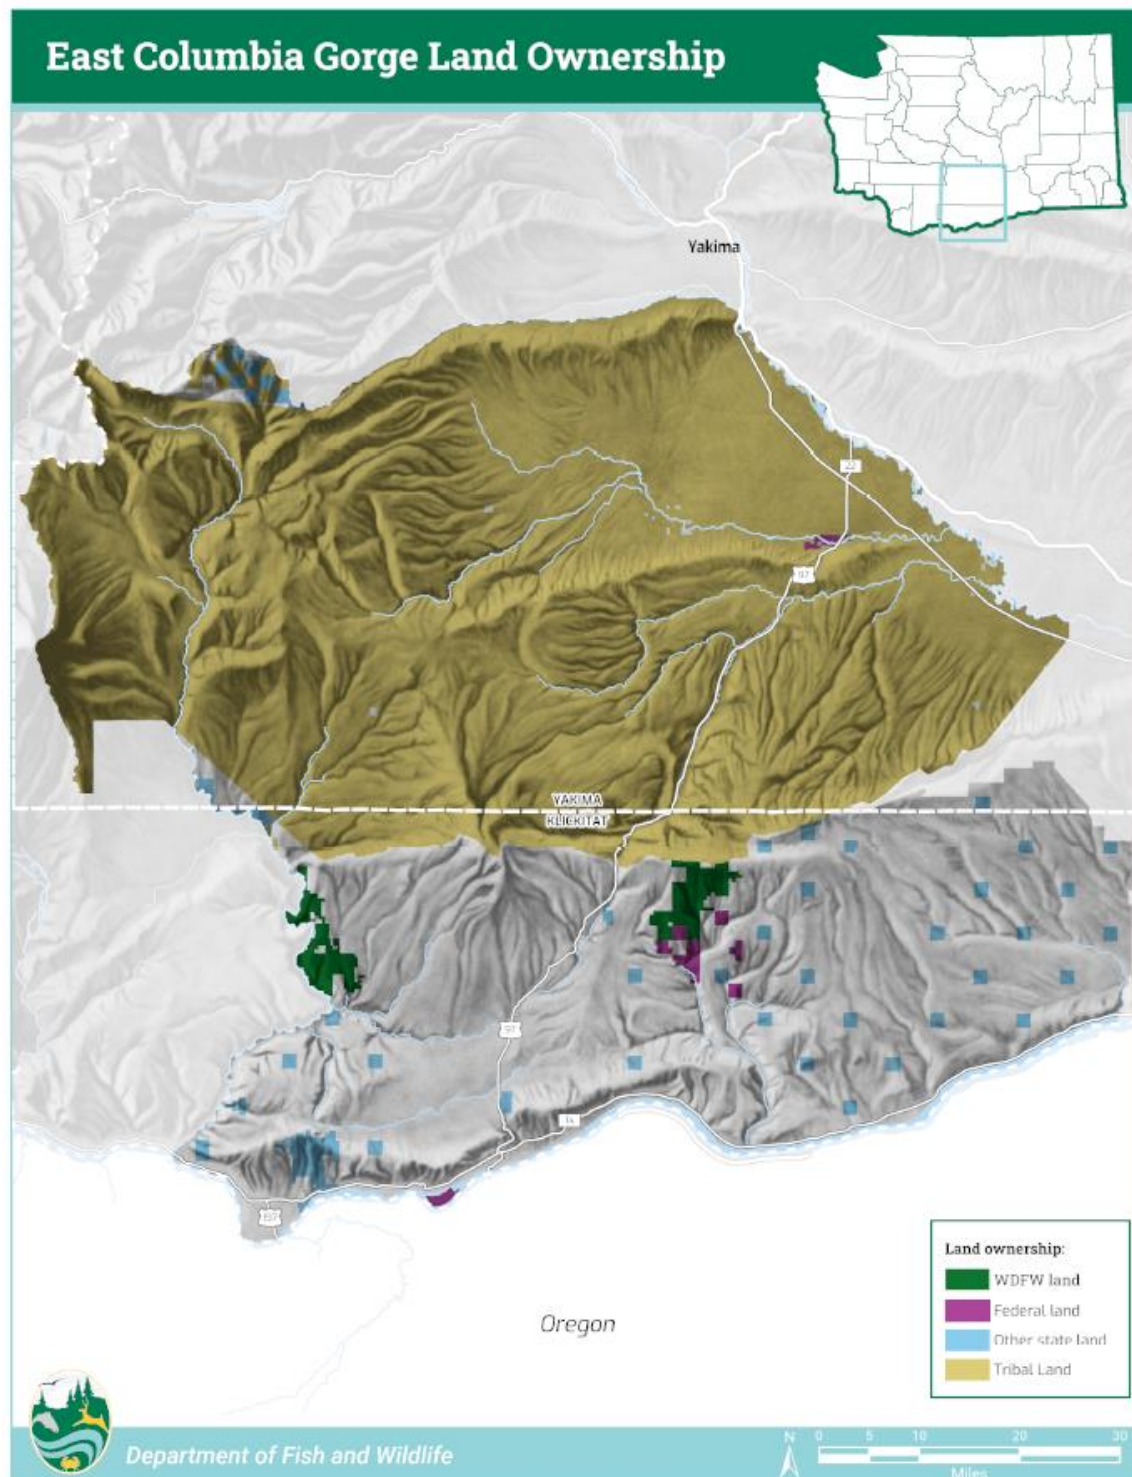 East Columbia Gorge Land Ownership
Yakima
22
97
YAKIMA
KLICKITAT
97
14
197
Oregon
Land ownership:
WDFW land
Federal land
Other state land
Tribal Land
Department of Fish and Wildlife
N
0 5 10 20 30
Miles